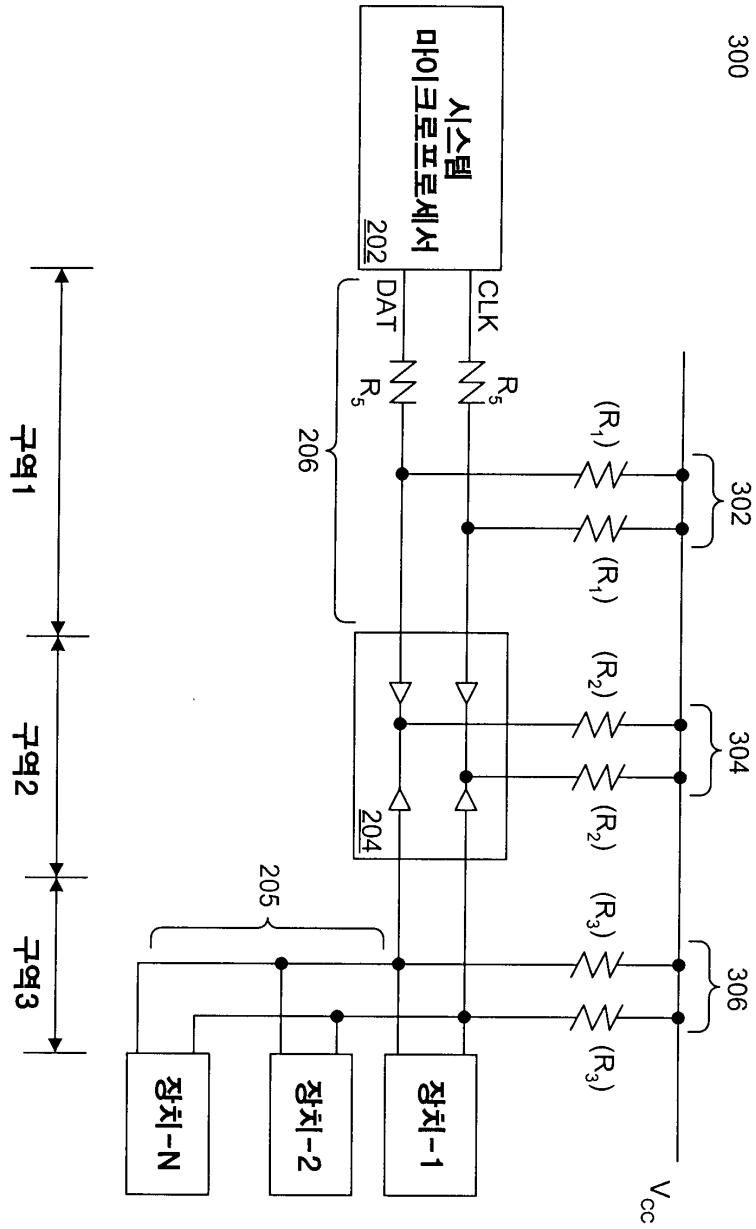 300
V_CC
302
304
306
(R₁)
(R₁)
(R₂)
(R₂)
(R₃)
(R₃)
시스템
마이크로프로세서
202
CLK
DAT
R₅
R₅
206
204
205
장치-1
장치-2
장치-N
구역1
구역2
구역3